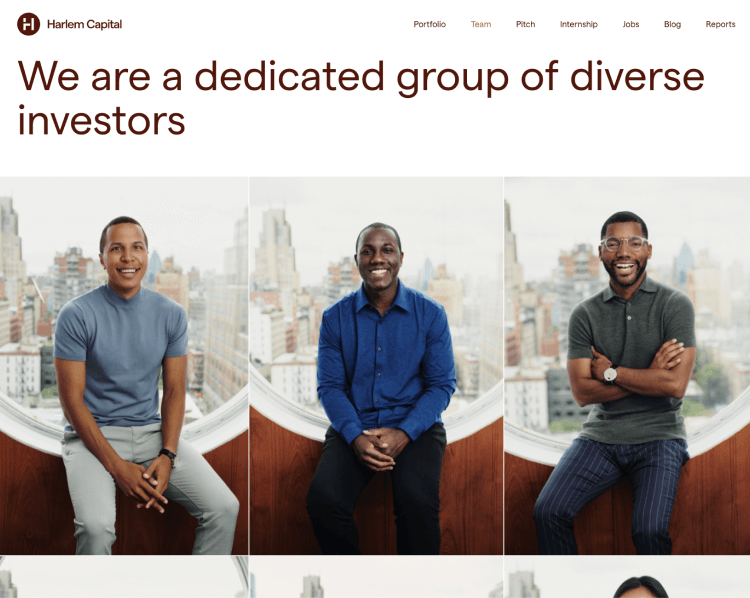 Harlem Capital
Portfolio Team Pitch Internship Jobs Blog Reports
We are a dedicated group of diverse
investors